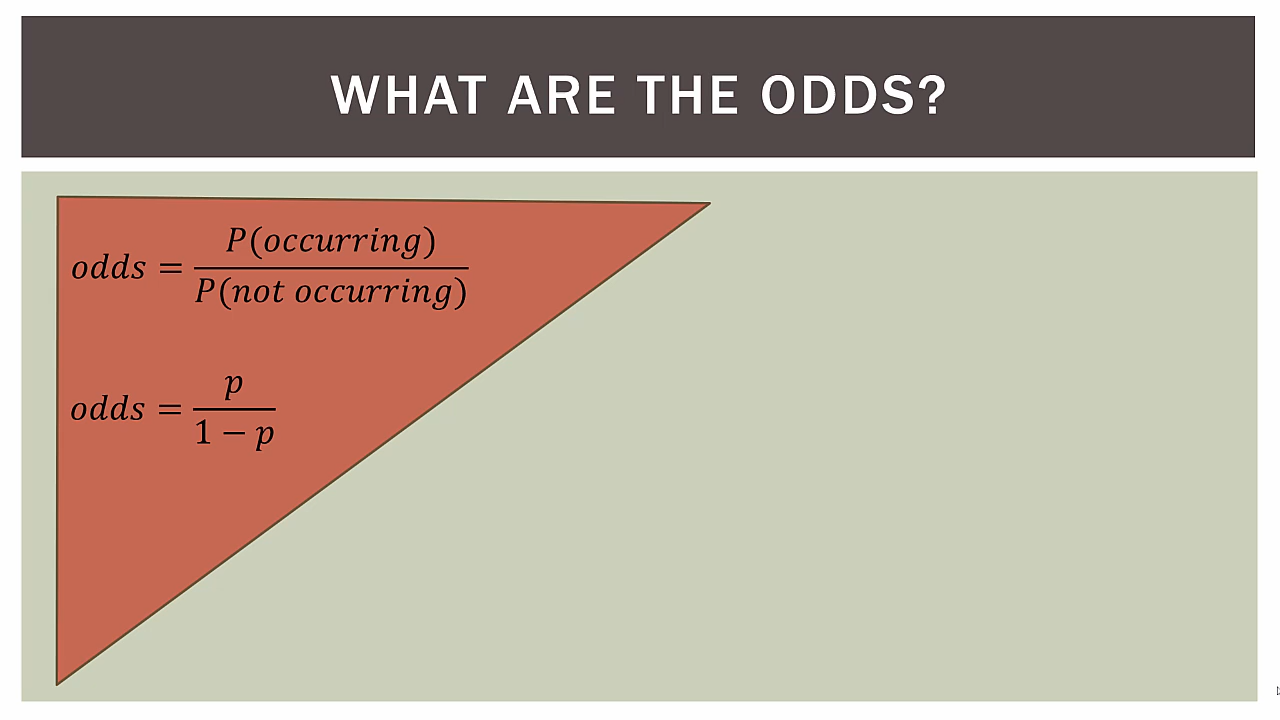 WHAT ARE THE ODDS?
odds = P(occurring) / P(not occurring)
odds = p / 1 − p